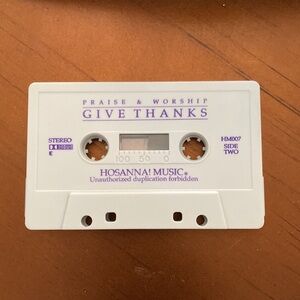 PRAISE & WORSHIP
GIVE THANKS
STEREO
HM007
SIDE
TWO
E
100 50 0
HOSANNA! MUSIC®
Unauthorized duplication forbidden